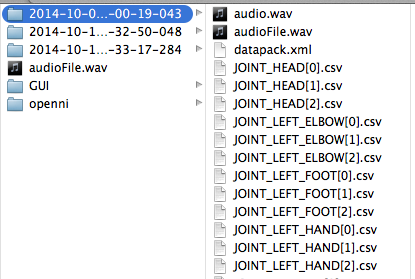 2014-10-0...-00-19-043
2014-10-1...-32-50-048
2014-10-1...-33-17-284
audioFile.wav
GUI
openni
audio.wav
audioFile.wav
datapack.xml
JOINT_HEAD[0].csv
JOINT_HEAD[1].csv
JOINT_HEAD[2].csv
JOINT_LEFT_ELBOW[0].csv
JOINT_LEFT_ELBOW[1].csv
JOINT_LEFT_ELBOW[2].csv
JOINT_LEFT_FOOT[0].csv
JOINT_LEFT_FOOT[1].csv
JOINT_LEFT_FOOT[2].csv
JOINT_LEFT_HAND[0].csv
JOINT_LEFT_HAND[1].csv
JOINT_LEFT_HAND[2].csv